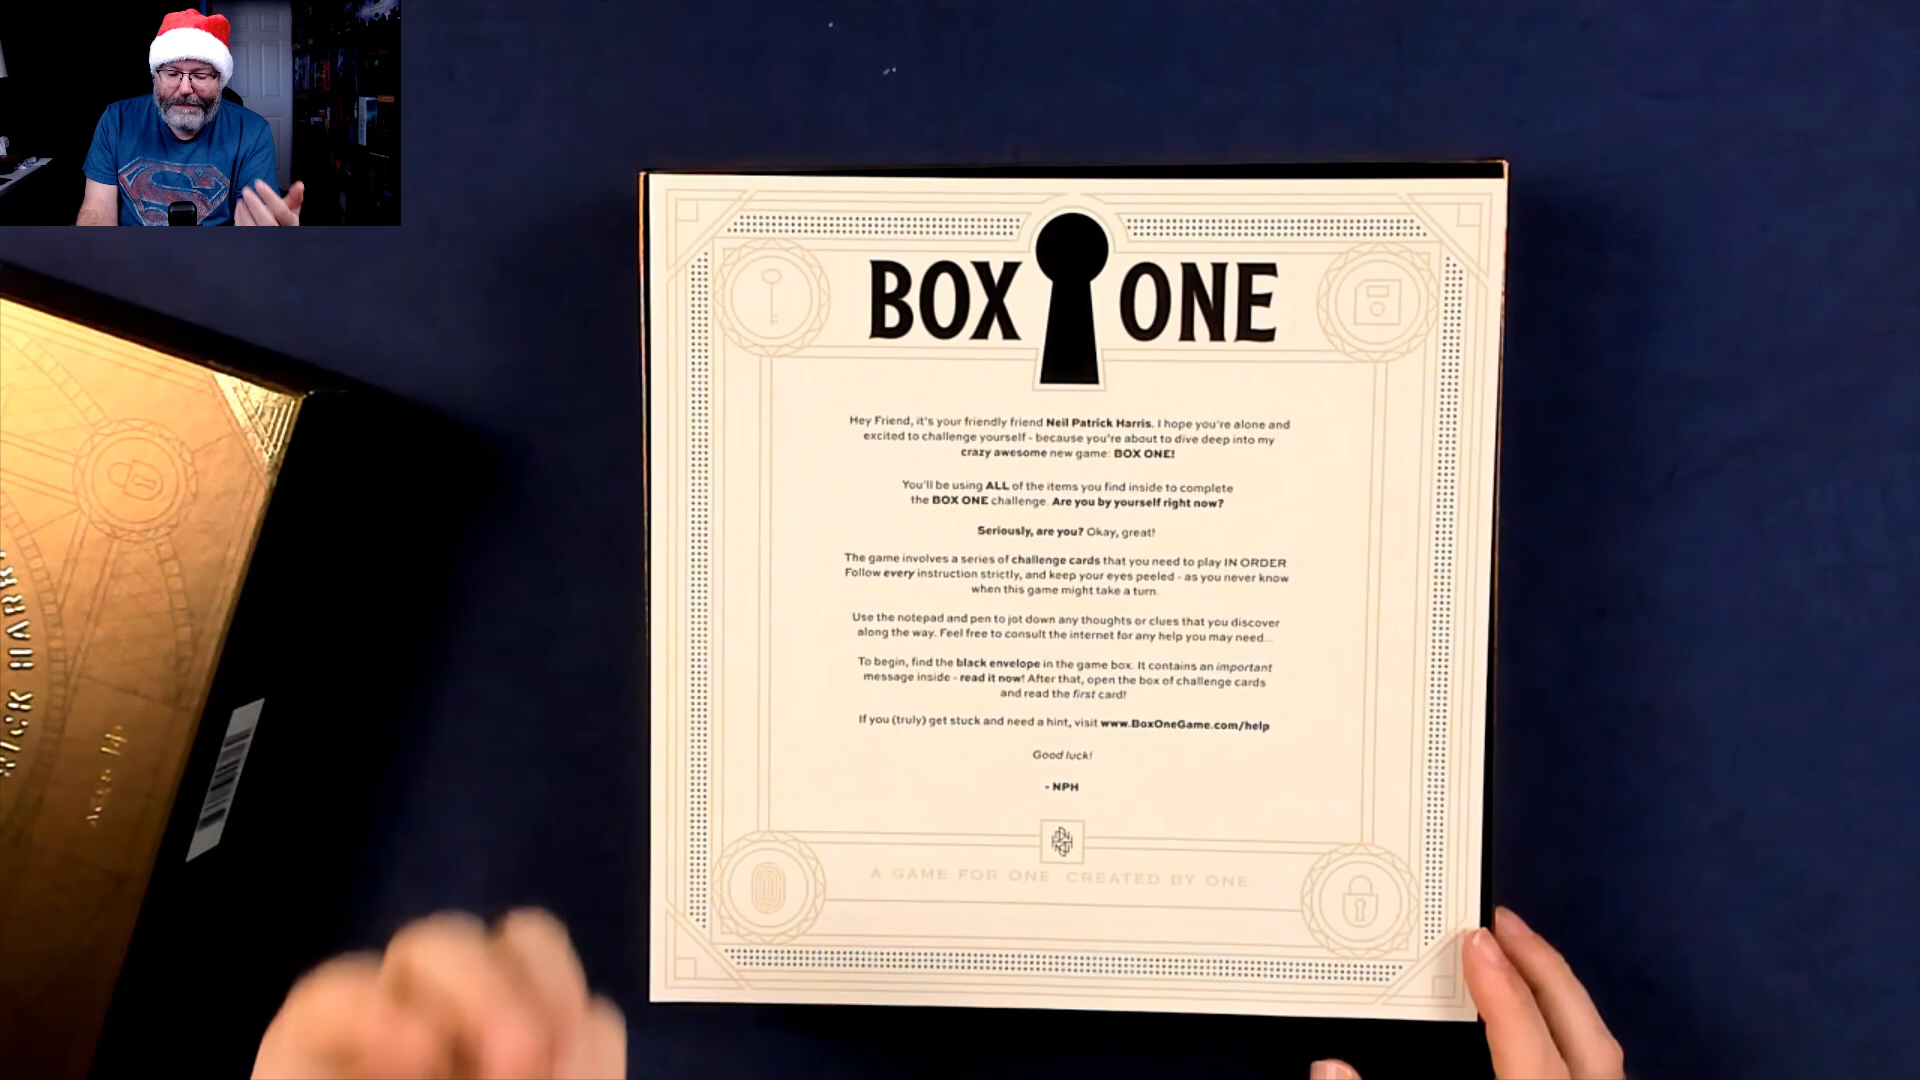 BOX ONE
Hey Friend, it's your friendly friend Neil Patrick Harris. I hope you're alone and
excited to challenge yourself - because you're about to dive deep into my
crazy awesome new game: BOX ONE!
You'll be using ALL of the items you find inside to complete
the BOX ONE challenge. Are you by yourself right now?
Seriously, are you? Okay, great!
The game involves a series of challenge cards that you need to play IN ORDER
Follow every instruction strictly, and keep your eyes peeled - as you never know
when this game might take a turn.
Use the notepad and pen to jot down any thoughts or clues that you discover
along the way. Feel free to consult the internet for any help you may need...
To begin, find the black envelope in the game box. It contains an important
message inside - read it now! After that, open the box of challenge cards
and read the first card!
If you (truly) get stuck and need a hint, visit www.BoxOneGame.com/help
Good luck!
- NPH
A GAME FOR ONE CREATED BY ONE